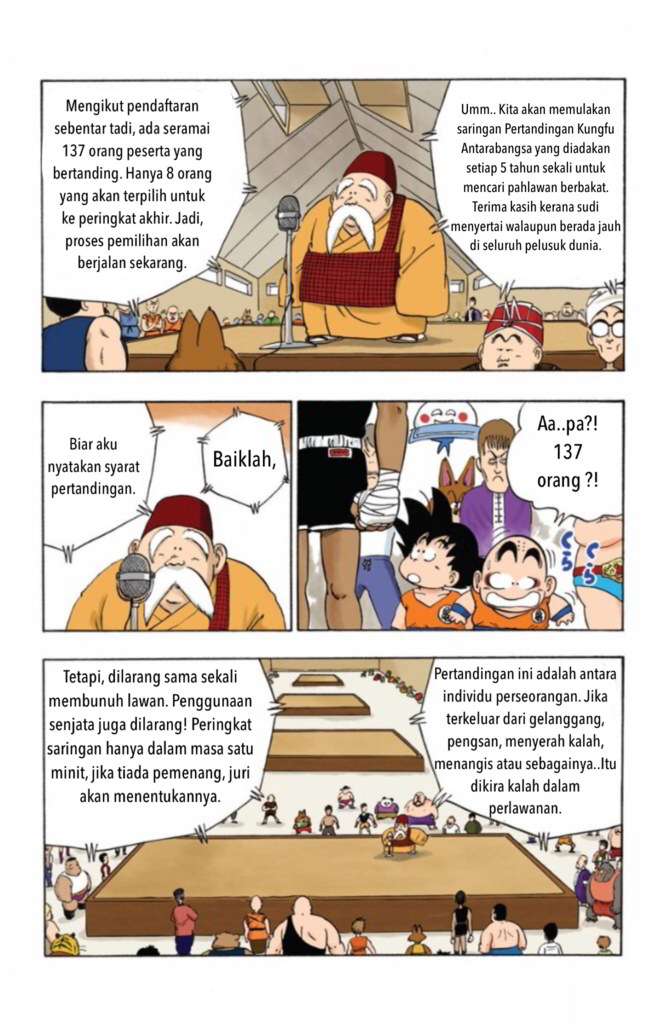 Umm.. Kita akan memulakan
saringan Pertandingan Kungfu
Antarabangsa yang diadakan
setiap 5 tahun sekali untuk
mencari pahlawan berbakat.
Terima kasih kerana sudi
menyertai walaupun berada jauh
di seluruh pelusuk dunia.
Mengikut pendaftaran
sebentar tadi, ada seramai
137 orang peserta yang
bertanding. Hanya 8 orang
yang akan terpilih untuk
ke peringkat akhir. Jadi,
proses pemilihan akan
berjalan sekarang.
Aa..pa?!
137
orang ?!
Baiklah,
Biar aku
nyatakan syarat
pertandingan.
Pertandingan ini adalah antara
individu perseorangan. Jika
terkeluar dari gelanggang,
pengsan, menyerah kalah,
menangis atau sebagainya..Itu
dikira kalah dalam
perlawanan.
Tetapi, dilarang sama sekali
membunuh lawan. Penggunaan
senjata juga dilarang! Peringkat
saringan hanya dalam masa satu
minit, jika tiada pemenang, juri
akan menentukannya.